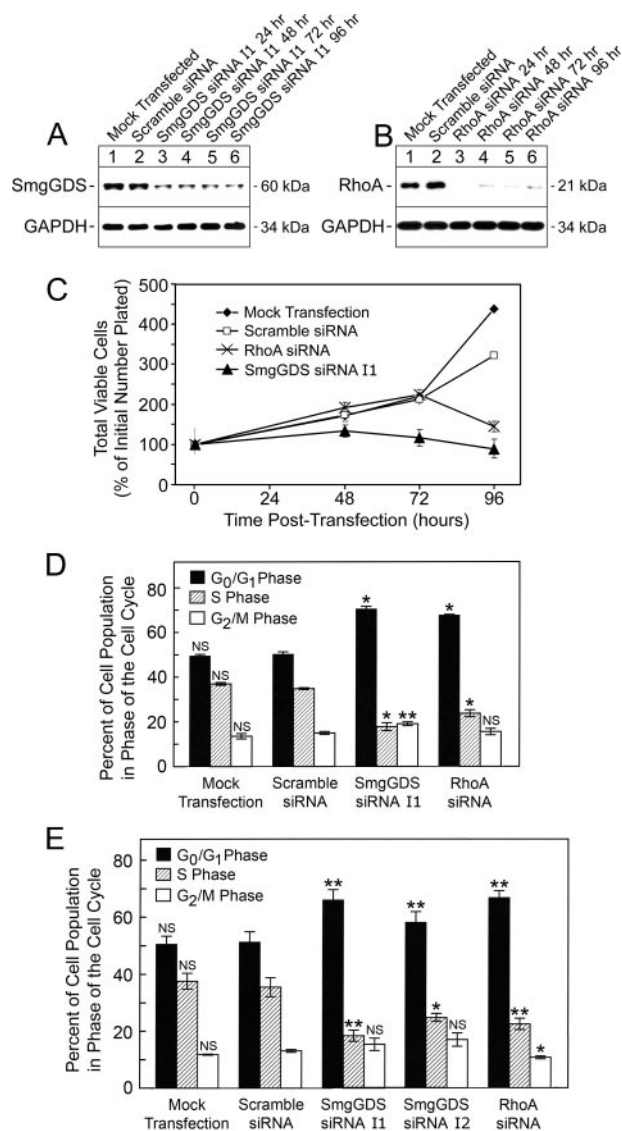 A
Mock Transfected
Scramble siRNA
SmgGDS siRNA I1 24 hr
SmgGDS siRNA I1 48 hr
SmgGDS siRNA I1 72 hr
SmgGDS siRNA I1 96 hr
1 2 3 4 5 6
SmgGDS- - 60 kDa
GAPDH- - 34 kDa
B
Mock Transfected
Scramble siRNA
RhoA siRNA 24 hr
RhoA siRNA 48 hr
RhoA siRNA 72 hr
RhoA siRNA 96 hr
1 2 3 4 5 6
RhoA- - 21 kDa
GAPDH- - 34 kDa
C
Total Viable Cells
(% of Initial Number Plated)
500
400
300
200
100
0
Mock Transfection
Scramble siRNA
RhoA siRNA
SmgGDS siRNA I1
0 24 48 72 96
Time Post-Transfection (hours)
D
Percent of Cell Population
in Phase of the Cell Cycle
80
60
40
20
0
G0/G1 Phase
S Phase
G2/M Phase
NS NS NS * * ** * * NS
Mock
Transfection
Scramble
siRNA
SmgGDS
siRNA I1
RhoA
siRNA
E
Percent of Cell Population
in Phase of the Cell Cycle
80
60
40
20
0
G0/G1 Phase
S Phase
G2/M Phase
NS NS NS ** ** NS ** * NS ** ** *
Mock
Transfection
Scramble
siRNA
SmgGDS
siRNA I1
SmgGDS
siRNA I2
RhoA
siRNA